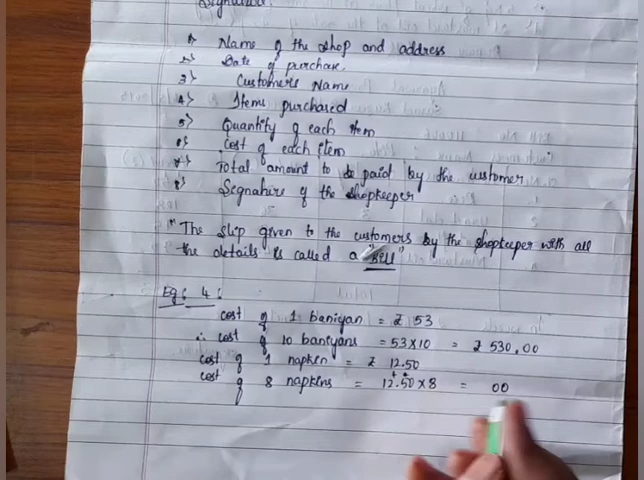 Signature.
1> Name of the shop and address
2> Date of purchase.
3> Customer's Name
4> Items purchased
5> Quantity of each item
6> Cost of each item
7> Total amount to be paid by the customer
8> Signature of the shopkeeper
"The slip given to the customers by the shopkeeper with all
the details is called a "Bill"
Eg: 4 :
cost of 1 baniyan = ₹ 53
∴ cost of 10 baniyans = 53×10 = ₹ 530.00
cost of 1 napkin = ₹ 12.50
cost of 8 napkins = 12.50×8 = 00